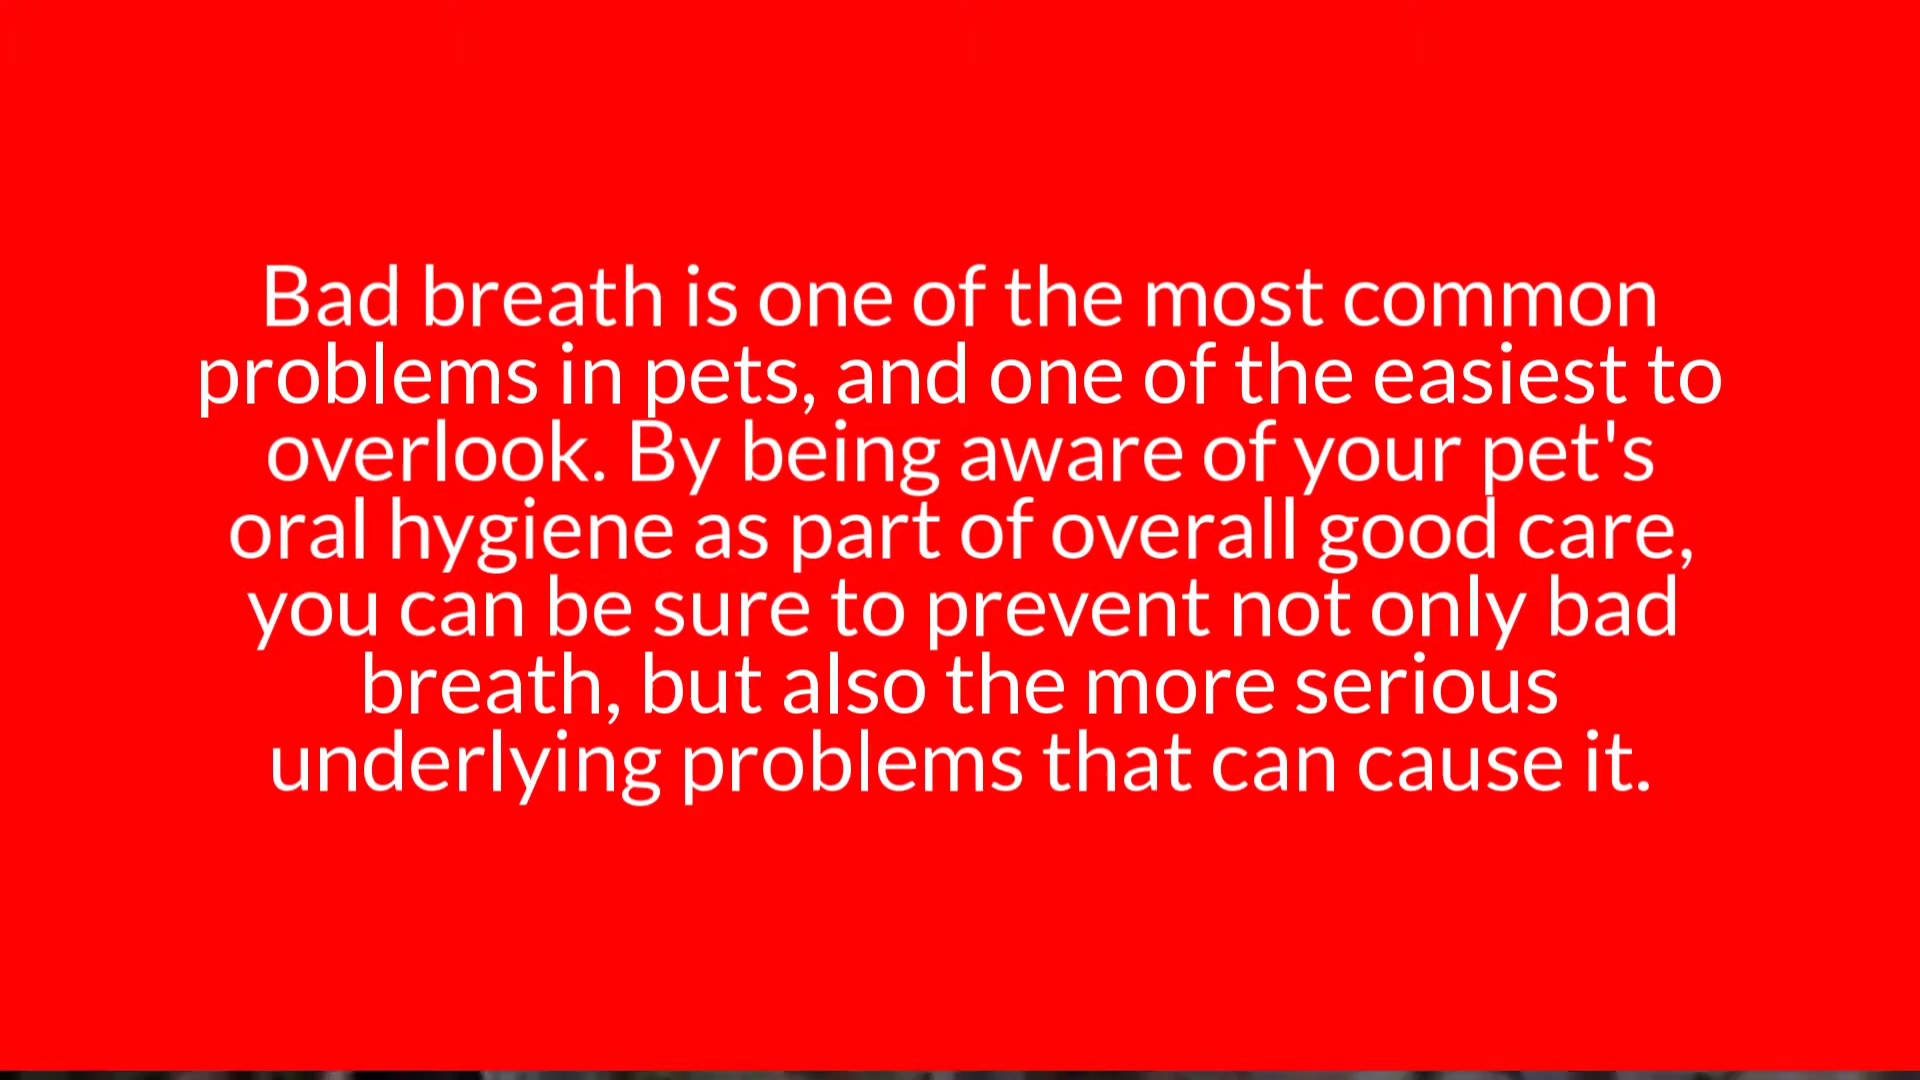 Bad breath is one of the most common
problems in pets, and one of the easiest to
overlook. By being aware of your pet's
oral hygiene as part of overall good care,
you can be sure to prevent not only bad
breath, but also the more serious
underlying problems that can cause it.